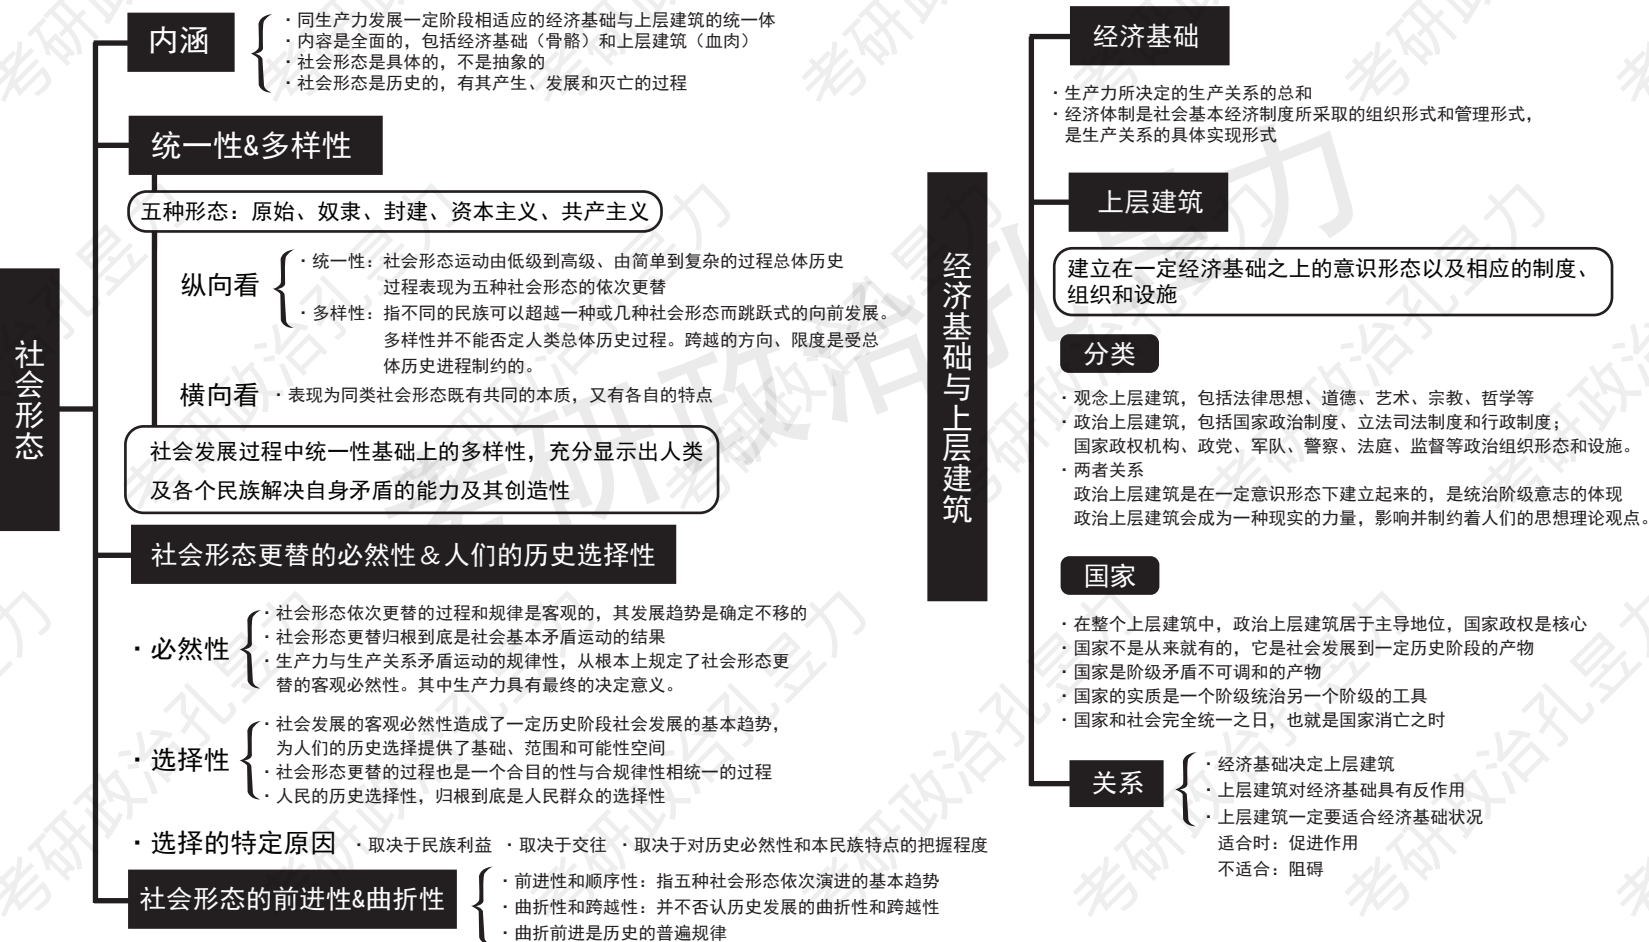 社会形态
内涵
·同生产力发展一定阶段相适应的经济基础与上层建筑的统一体
·内容是全面的，包括经济基础（骨骼）和上层建筑（血肉）
·社会形态是具体的，不是抽象的
·社会形态是历史的，有其产生、发展和灭亡的过程
统一性&多样性
五种形态：原始、奴隶、封建、资本主义、共产主义
纵向看
·统一性：社会形态运动由低级到高级、由简单到复杂的过程总体历史
过程表现为五种社会形态的依次更替
·多样性：指不同的民族可以超越一种或几种社会形态而跳跃式的向前发展。
多样性并不能否定人类总体历史过程。跨越的方向、限度是受总
体历史进程制约的。
横向看 ·表现为同类社会形态既有共同的本质，又有各自的特点
社会发展过程中统一性基础上的多样性，充分显示出人类
及各个民族解决自身矛盾的能力及其创造性
社会形态更替的必然性＆人们的历史选择性
·必然性
·社会形态依次更替的过程和规律是客观的，其发展趋势是确定不移的
·社会形态更替归根到底是社会基本矛盾运动的结果
·生产力与生产关系矛盾运动的规律性，从根本上规定了社会形态更
替的客观必然性。其中生产力具有最终的决定意义。
·选择性
·社会发展的客观必然性造成了一定历史阶段社会发展的基本趋势，
为人们的历史选择提供了基础、范围和可能性空间
·社会形态更替的过程也是一个合目的性与合规律性相统一的过程
·人民的历史选择性，归根到底是人民群众的选择性
·选择的特定原因 ·取决于民族利益 ·取决于交往 ·取决于对历史必然性和本民族特点的把握程度
社会形态的前进性&曲折性
·前进性和顺序性：指五种社会形态依次演进的基本趋势
·曲折性和跨越性：并不否认历史发展的曲折性和跨越性
·曲折前进是历史的普遍规律
经济基础与上层建筑
经济基础
·生产力所决定的生产关系的总和
·经济体制是社会基本经济制度所采取的组织形式和管理形式，
是生产关系的具体实现形式
上层建筑
建立在一定经济基础之上的意识形态以及相应的制度、
组织和设施
分类
·观念上层建筑，包括法律思想、道德、艺术、宗教、哲学等
·政治上层建筑，包括国家政治制度、立法司法制度和行政制度；
国家政权机构、政党、军队、警察、法庭、监督等政治组织形态和设施。
·两者关系
政治上层建筑是在一定意识形态下建立起来的，是统治阶级意志的体现
政治上层建筑会成为一种现实的力量，影响并制约着人们的思想理论观点。
国家
·在整个上层建筑中，政治上层建筑居于主导地位，国家政权是核心
·国家不是从来就有的，它是社会发展到一定历史阶段的产物
·国家是阶级矛盾不可调和的产物
·国家的实质是一个阶级统治另一个阶级的工具
·国家和社会完全统一之日，也就是国家消亡之时
关系
·经济基础决定上层建筑
·上层建筑对经济基础具有反作用
·上层建筑一定要适合经济基础状况
适合时：促进作用
不适合：阻碍
考研政治孔昱力